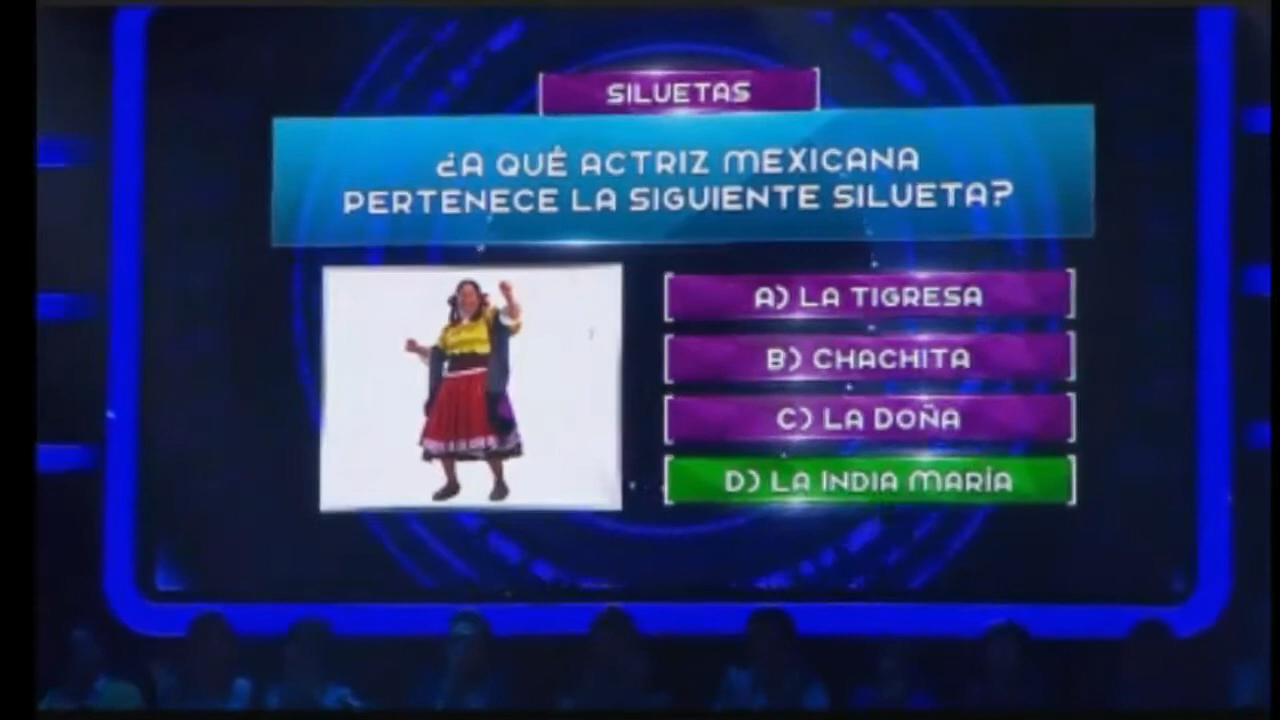 SILUETAS
¿A QUÉ ACTRIZ MEXICANA
PERTENECE LA SIGUIENTE SILUETA?
A) LA TIGRESA
B) CHACHITA
C) LA DOÑA
D) LA INDIA MARÍA